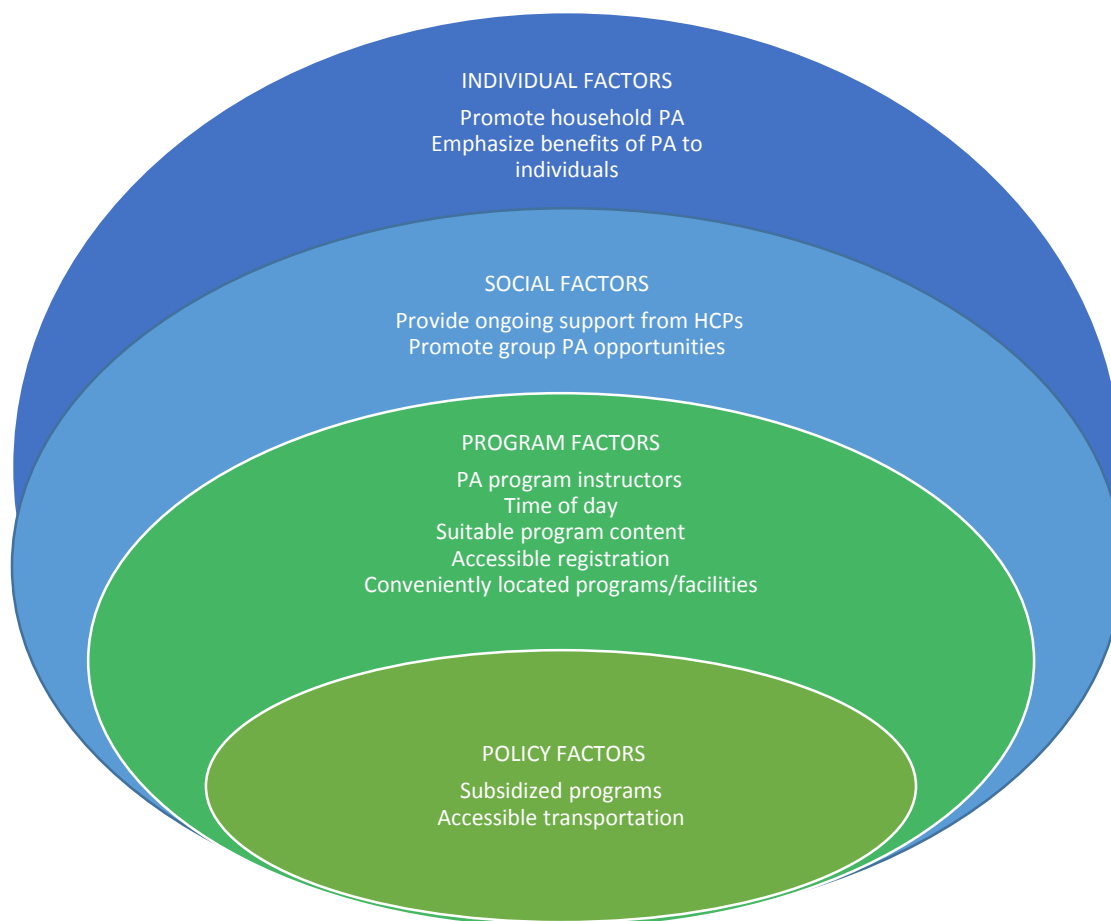 INDIVIDUAL FACTORS
Promote household PA
Emphasize benefits of PA to
individuals
SOCIAL FACTORS
Provide ongoing support from HCPs
Promote group PA opportunities
PROGRAM FACTORS
PA program instructors
Time of day
Suitable program content
Accessible registration
Conveniently located programs/facilities
POLICY FACTORS
Subsidized programs
Accessible transportation